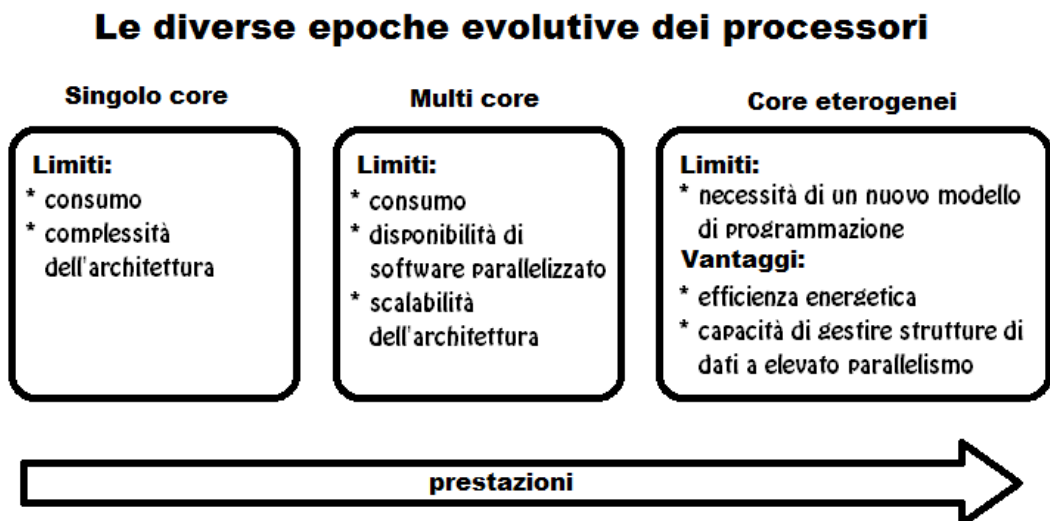 Le diverse epoche evolutive dei processori
Singolo core
Limiti:
* consumo
* complessità
dell'architettura
Multi core
Limiti:
* consumo
* disponibilità di
software parallelizzato
* scalabilità
dell'architettura
Core eterogenei
Limiti:
* necessità di un nuovo modello
di programmazione
Vantaggi:
* efficienza energetica
* capacità di gestire strutture di
dati a elevato parallelismo
prestazioni